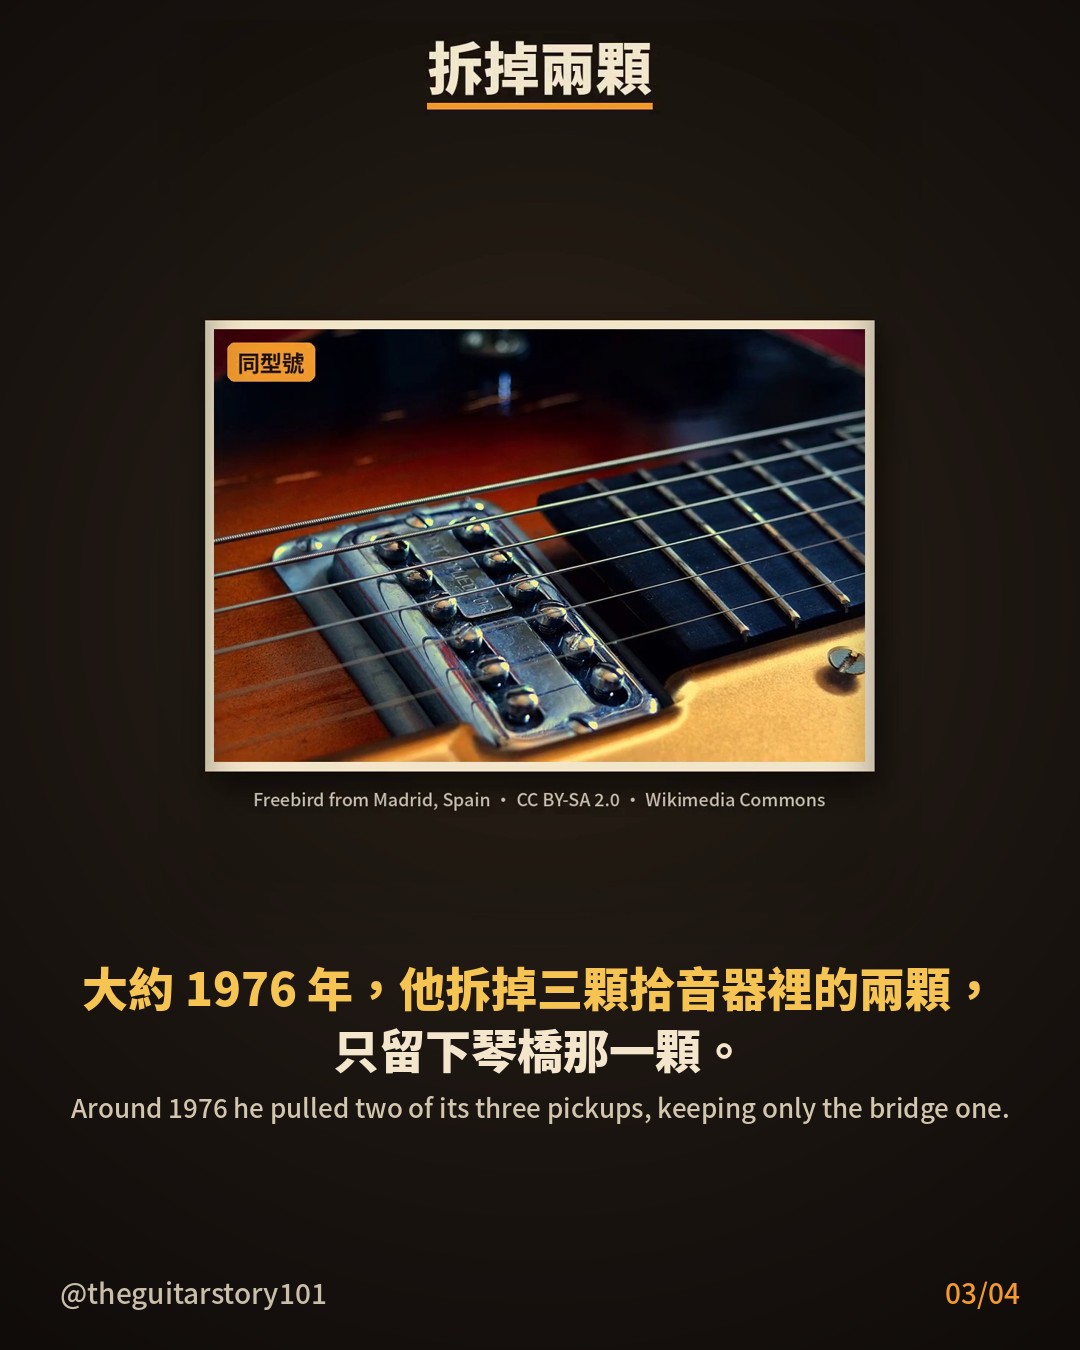 拆掉兩顆
同型號
Freebird from Madrid, Spain • CC BY-SA 2.0 • Wikimedia Commons
大約 1976 年，他拆掉三顆拾音器裡的兩顆，
只留下琴橋那一顆。
Around 1976 he pulled two of its three pickups, keeping only the bridge one.
@theguitarstory101
03/04